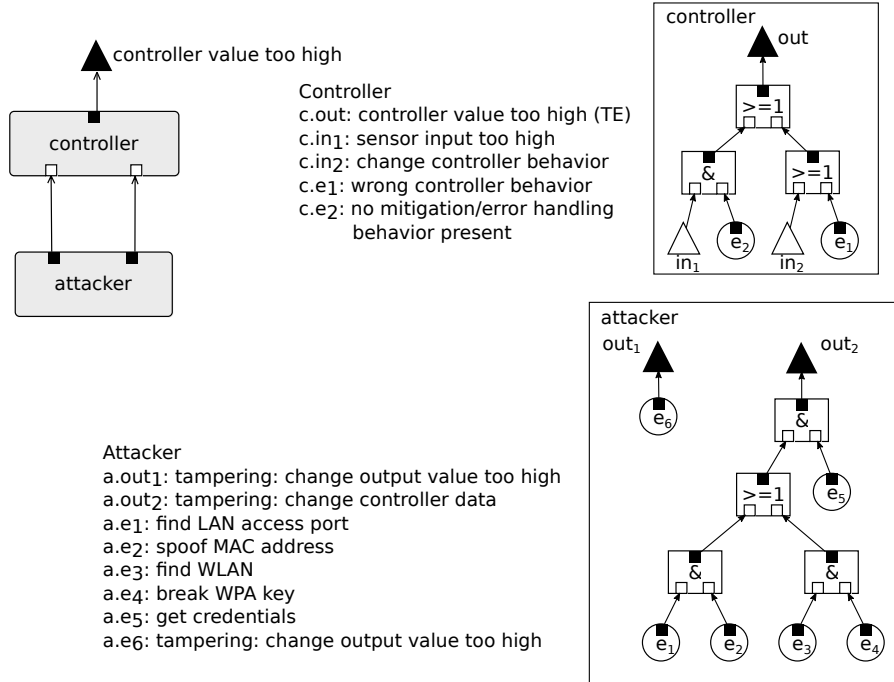 controller value too high
controller
attacker
Controller
c.out: controller value too high (TE)
c.in1: sensor input too high
c.in2: change controller behavior
c.e1: wrong controller behavior
c.e2: no mitigation/error handling
behavior present
controller
out
>=1
& >=1
in1 e2 in2 e1
attacker
out1 out2
e6 &
>=1 e5
& &
e1 e2 e3 e4
Attacker
a.out1: tampering: change output value too high
a.out2: tampering: change controller data
a.e1: find LAN access port
a.e2: spoof MAC address
a.e3: find WLAN
a.e4: break WPA key
a.e5: get credentials
a.e6: tampering: change output value too high